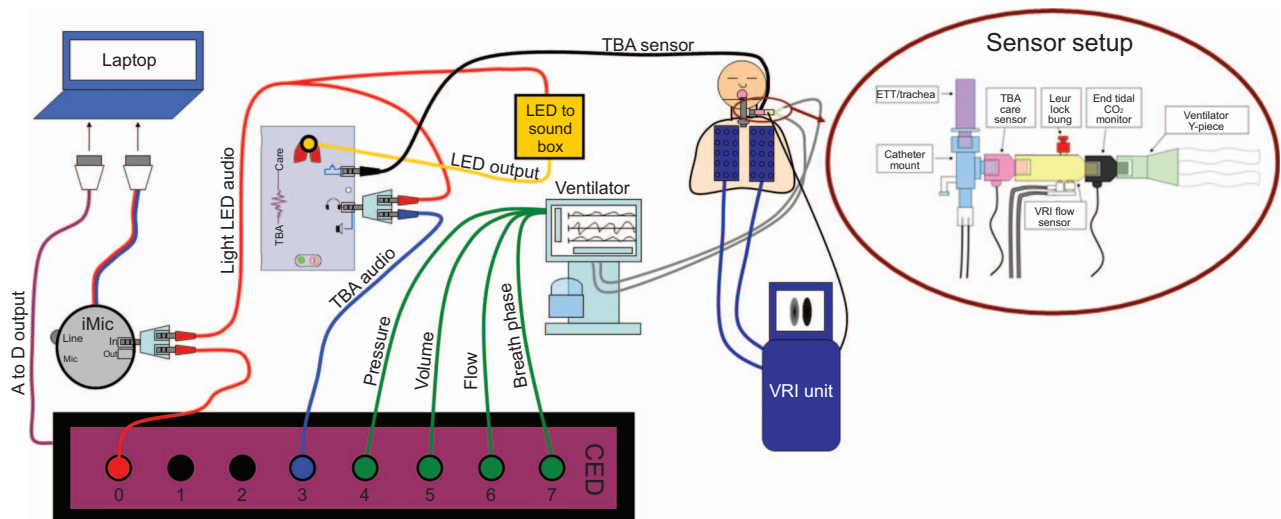 Laptop
A to D output
iMic
Line
Mic
In
Out
Light LED audio
TBA
Care
LED output
LED to
sound
box
TBA sensor
TBA audio
Ventilator
Pressure
Volume
Flow
Breath phase
VRI unit
0
1
2
3
4
5
6
7
CED
Sensor setup
ETT/trachea
TBA
care
sensor
Leur
lock
bung
End tidal
CO₂
monitor
Ventilator
Y-piece
Catheter
mount
VRI flow
sensor